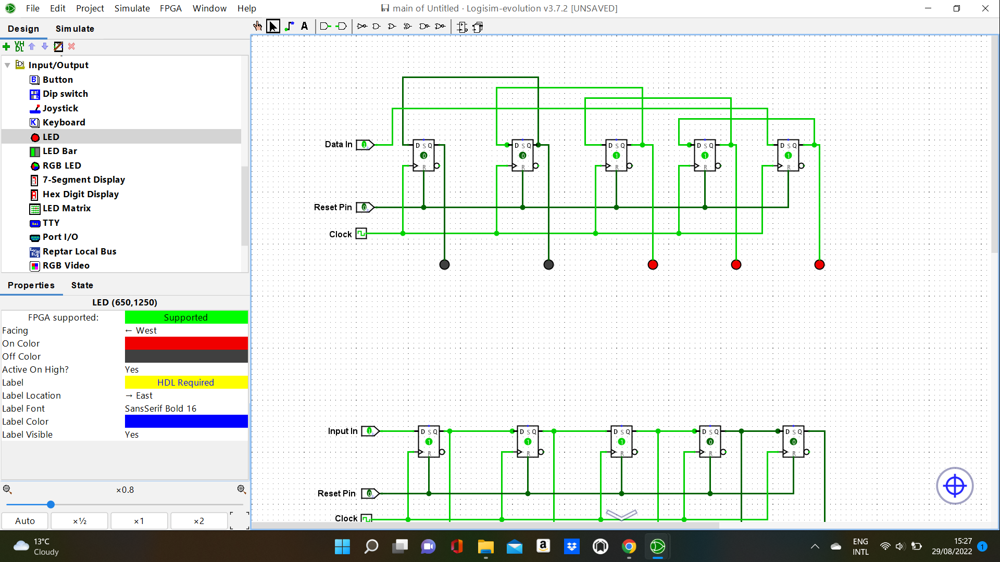 File Edit Project Simulate FPGA Window Help
main of Untitled · Logisim-evolution v3.7.2 [UNSAVED]
Design Simulate
A
VH
DL
Input/Output
Button
Dip switch
Joystick
Keyboard
LED
LED Bar
RGB LED
7-Segment Display
Hex Digit Display
LED Matrix
TTY
Port I/O
Reptar Local Bus
RGB Video
Properties State
LED (650,1250)
FPGA supported: Supported
Facing ← West
On Color
Off Color
Active On High? Yes
Label HDL Required
Label Location → East
Label Font SansSerif Bold 16
Label Color
Label Visible Yes
×0.8
Auto ×½ ×1 ×2
Data In 1
D S Q D S Q D S Q D S Q D S Q
0 0 1 1 1
R R R R R
Reset Pin 0
Clock
Input In 1
D S Q D S Q D S Q D S Q D S Q
1 1 1 0 0
R R R R R
Reset Pin 0
Clock
13°C
Cloudy
a
ENG
INTL
15:27
29/08/2022
1